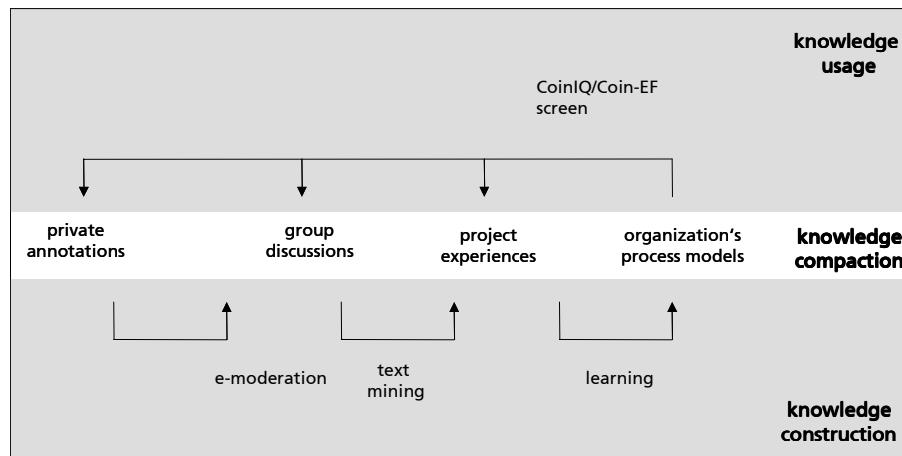 knowledge
usage
CoinIQ/Coin-EF
screen
private
annotations
group
discussions
project
experiences
organization‘s
process models
knowledge
compaction
e-moderation
text
mining
learning
knowledge
construction